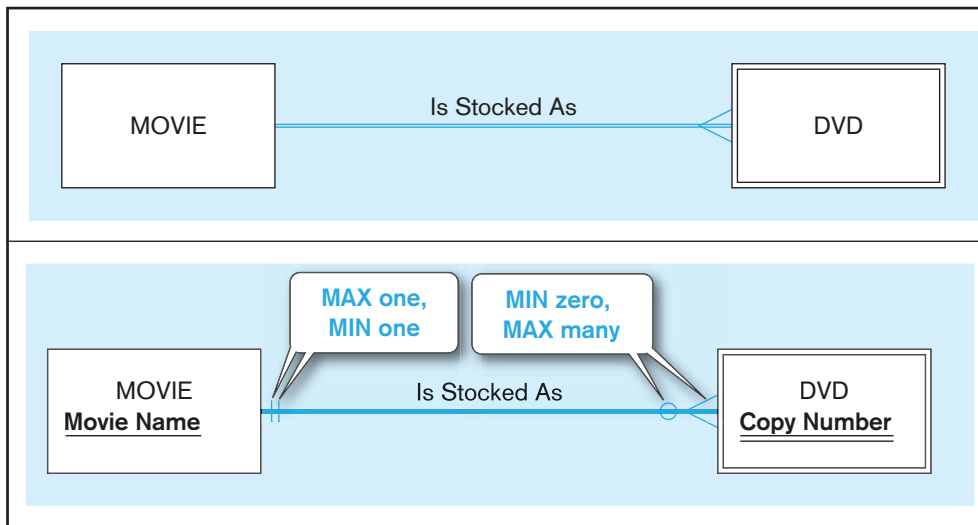 Is Stocked As
MOVIE
DVD
MAX one,
MIN one
MIN zero,
MAX many
MOVIE
Movie Name
Is Stocked As
DVD
Copy Number